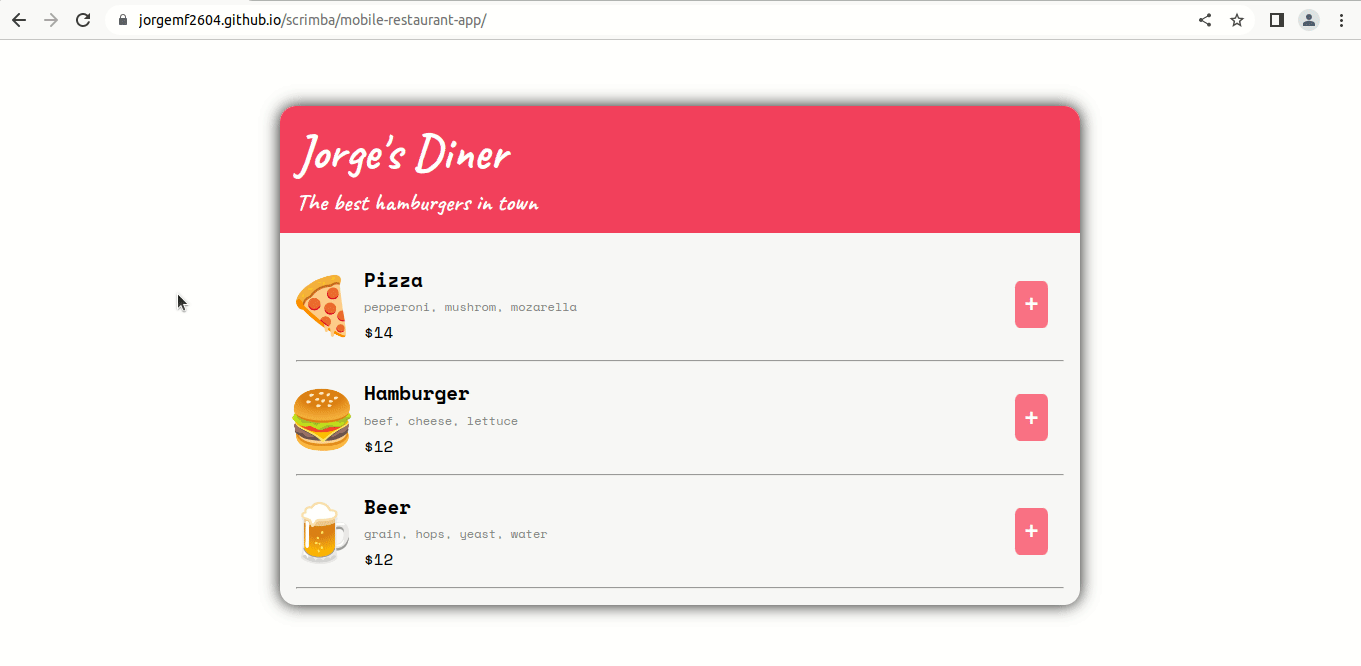 jorgemf2604.github.io/scrimba/mobile-restaurant-app/
Jorge's Diner
The best hamburgers in town
Pizza
pepperoni, mushrom, mozarella
$14
+
Hamburger
beef, cheese, lettuce
$12
+
Beer
grain, hops, yeast, water
$12
+